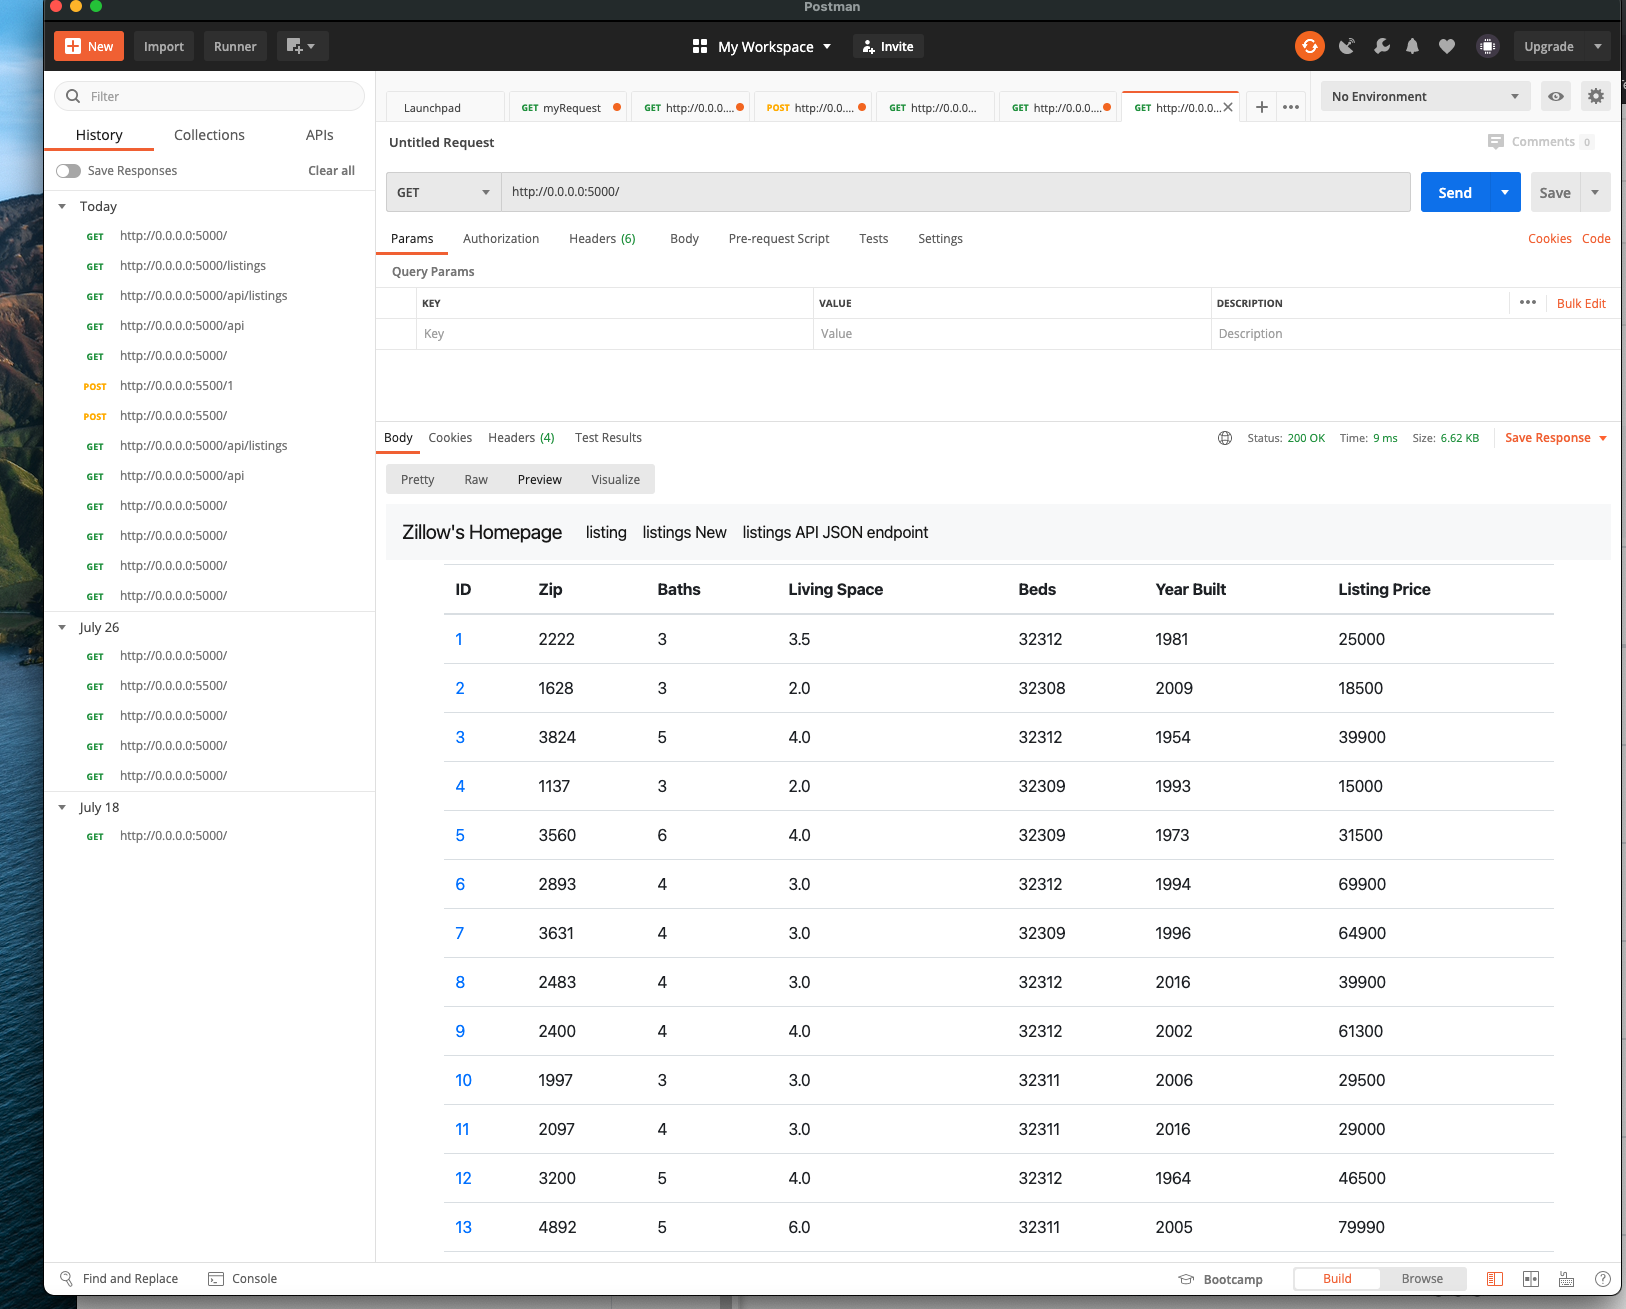 Postman
New Import Runner My Workspace Invite Upgrade
Filter
History Collections APIs
Save Responses Clear all
Today
GET http://0.0.0.0:5000/
GET http://0.0.0.0:5000/listings
GET http://0.0.0.0:5000/api/listings
GET http://0.0.0.0:5000/api
GET http://0.0.0.0:5000/
POST http://0.0.0.0:5500/1
POST http://0.0.0.0:5500/
GET http://0.0.0.0:5000/api/listings
GET http://0.0.0.0:5000/api
GET http://0.0.0.0:5000/
GET http://0.0.0.0:5000/
GET http://0.0.0.0:5000/
GET http://0.0.0.0:5000/
July 26
GET http://0.0.0.0:5000/
GET http://0.0.0.0:5500/
GET http://0.0.0.0:5000/
GET http://0.0.0.0:5000/
GET http://0.0.0.0:5000/
July 18
GET http://0.0.0.0:5000/
Launchpad GET myRequest GET http://0.0.0.... POST http://0.0.... GET http://0.0.0... GET http://0.0.0.... GET http://0.0.0... No Environment
Untitled Request Comments 0
GET http://0.0.0.0:5000/ Send Save
Params Authorization Headers (6) Body Pre-request Script Tests Settings Cookies Code
Query Params
KEY VALUE DESCRIPTION Bulk Edit
Key Value Description
Body Cookies Headers (4) Test Results Status: 200 OK Time: 9 ms Size: 6.62 KB Save Response
Pretty Raw Preview Visualize
Zillow's Homepage listing listings New listings API JSON endpoint
ID Zip Baths Living Space Beds Year Built Listing Price
1 2222 3 3.5 32312 1981 25000
2 1628 3 2.0 32308 2009 18500
3 3824 5 4.0 32312 1954 39900
4 1137 3 2.0 32309 1993 15000
5 3560 6 4.0 32309 1973 31500
6 2893 4 3.0 32312 1994 69900
7 3631 4 3.0 32309 1996 64900
8 2483 4 3.0 32312 2016 39900
9 2400 4 4.0 32312 2002 61300
10 1997 3 3.0 32311 2006 29500
11 2097 4 3.0 32311 2016 29000
12 3200 5 4.0 32312 1964 46500
13 4892 5 6.0 32311 2005 79990
Find and Replace Console Bootcamp Build Browse